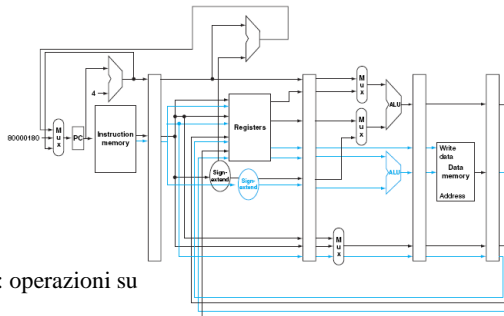 4
80000180
M
u
x
PC
Instruction
memory
Registers
Sign-
extend
Sign-
extend
M
u
x
M
u
x
ALU
ALU
M
u
x
Write
data
Data
memory
Address
: operazioni su